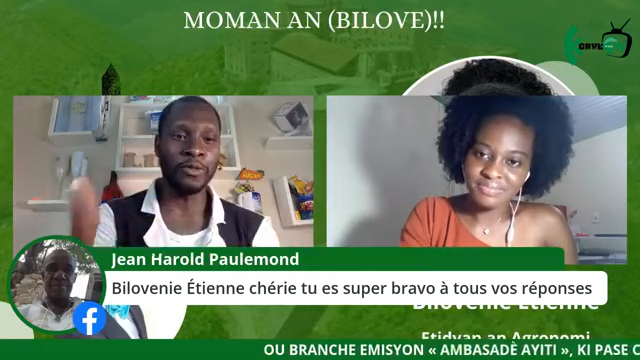 MOMAN AN (BILOVE)!!
Jean Harold Paulemond
Bilovenie Étienne chérie tu es super bravo à tous vos réponses
Bilovenie Etienne
Etidyan an Agronomi
OU BRANCHE EMISYON « AMBASADÈ AYITI », KI PASE